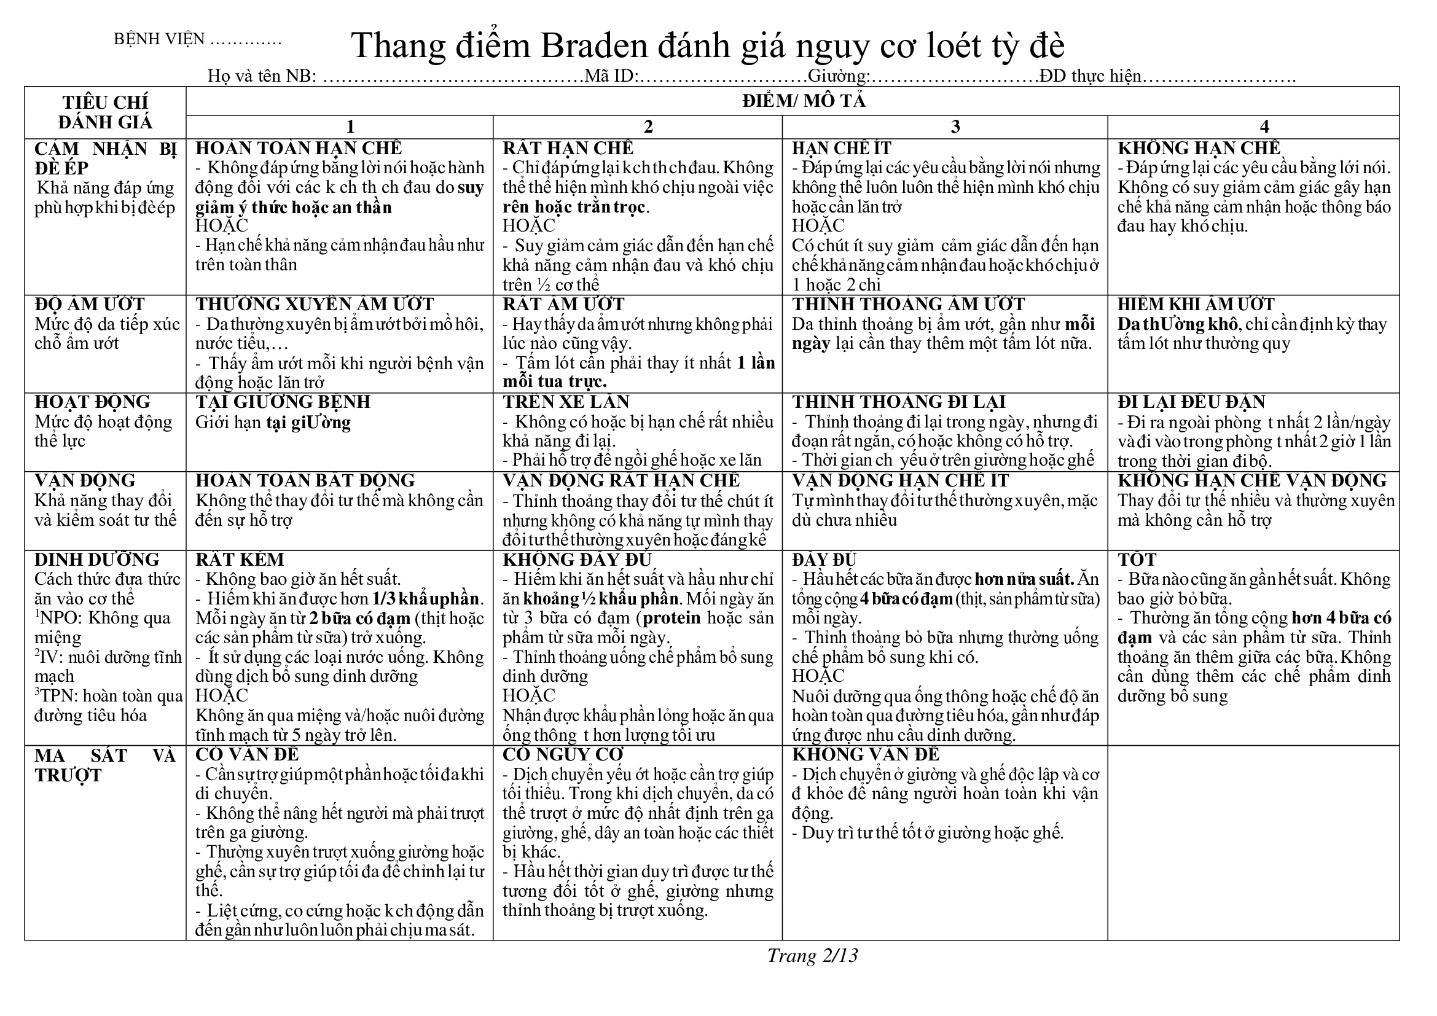 BỆNH VIỆN ………….
Thang điểm Braden đánh giá nguy cơ loét tỳ đè
Họ và tên NB: ……………………………………Mã ID:………………………Giường:………………………ĐD thực hiện…………………….
TIÊU CHÍ
ĐÁNH GIÁ
ĐIỂM/ MÔ TẢ
1
2
3
4
CẢM NHẬN BỊ
ĐÈ ÉP
Khả năng đáp ứng
phù hợp khi bị đè ép
HOÀN TOÀN HẠN CHẾ
- Không đáp ứng bằng lời nói hoặc hành
động đối với các k ch th ch đau do suy
giảm ý thức hoặc an thần
HOẶC
- Hạn chế khả năng cảm nhận đau hầu như
trên toàn thân
RẤT HẠN CHẾ
- Chỉ đáp ứng lại k ch th ch đau. Không
thể thể hiện mình khó chịu ngoài việc
rên hoặc trằn trọc.
HOẶC
- Suy giảm cảm giác dẫn đến hạn chế
khả năng cảm nhận đau và khó chịu
trên ½ cơ thể
HẠN CHẾ ÍT
- Đáp ứng lại các yêu cầu bằng lời nói nhưng
không thể luôn luôn thể hiện mình khó chịu
hoặc cần lăn trở
HOẶC
Có chút ít suy giảm cảm giác dẫn đến hạn
chế khả năng cảm nhận đau hoặc khó chịu ở
1 hoặc 2 chi
KHÔNG HẠN CHẾ
- Đáp ứng lại các yêu cầu bằng lới nói.
Không có suy giảm cảm giác gây hạn
chế khả năng cảm nhận hoặc thông báo
đau hay khó chịu.
ĐỘ ẨM ƯỚT
Mức độ da tiếp xúc
chỗ ẩm ướt
THƯỜNG XUYÊN ẨM ƯỚT
- Da thường xuyên bị ẩm ướt bởi mồ hôi,
nước tiểu,…
- Thấy ẩm ướt mỗi khi người bệnh vận
động hoặc lăn trở
RẤT ẨM ƯỚT
- Hay thấy da ẩm ướt nhưng không phải
lúc nào cũng vậy.
- Tấm lót cần phải thay ít nhất 1 lần
mỗi tua trực.
THỈNH THOẢNG ẨM ƯỚT
Da thỉnh thoảng bị ẩm ướt, gần như mỗi
ngày lại cần thay thêm một tấm lót nữa.
HIẾM KHI ẨM ƯỚT
Da thƯờng khô, chỉ cần định kỳ thay
tấm lót như thường quy
HOẠT ĐỘNG
Mức độ hoạt động
thể lực
TẠI GIƯỜNG BỆNH
Giới hạn tại giƯờng
TRÊN XE LĂN
- Không có hoặc bị hạn chế rất nhiều
khả năng đi lại.
- Phải hỗ trợ để ngồi ghế hoặc xe lăn
THỈNH THOẢNG ĐI LẠI
- Thỉnh thoảng đi lại trong ngày, nhưng đi
đoạn rất ngắn, có hoặc không có hỗ trợ.
- Thời gian ch yếu ở trên giường hoặc ghế
ĐI LẠI ĐỀU ĐẶN
- Đi ra ngoài phòng t nhất 2 lần/ngày
và đi vào trong phòng t nhất 2 giờ 1 lần
trong thời gian đi bộ.
VẬN ĐỘNG
Khả năng thay đổi
và kiểm soát tư thế
HOÀN TOÀN BẤT ĐỘNG
Không thể thay đổi tư thế mà không cần
đến sự hỗ trợ
VẬN ĐỘNG RẤT HẠN CHẾ
- Thỉnh thoảng thay đổi tư thế chút ít
nhưng không có khả năng tự mình thay
đổi tư thế thường xuyên hoặc đáng kể
VẬN ĐỘNG HẠN CHẾ ÍT
Tự mình thay đổi tư thế thường xuyên, mặc
dù chưa nhiều
KHÔNG HẠN CHẾ VẬN ĐỘNG
Thay đổi tư thế nhiều và thường xuyên
mà không cần hỗ trợ
DINH DƯỠNG
Cách thức đưa thức
ăn vào cơ thể
¹NPO: Không qua
miệng
²IV: nuôi dưỡng tĩnh
mạch
³TPN: hoàn toàn qua
đường tiêu hóa
RẤT KÉM
- Không bao giờ ăn hết suất.
- Hiếm khi ăn được hơn 1/3 khẩu phần.
Mỗi ngày ăn từ 2 bữa có đạm (thịt hoặc
các sản phẩm từ sữa) trở xuống.
- Ít sử dụng các loại nước uống. Không
dùng dịch bổ sung dinh dưỡng
HOẶC
Không ăn qua miệng và/hoặc nuôi đường
tĩnh mạch từ 5 ngày trở lên.
KHÔNG ĐẦY ĐỦ
- Hiếm khi ăn hết suất và hầu như chỉ
ăn khoảng ½ khẩu phần. Mối ngày ăn
từ 3 bữa có đạm (protein hoặc sản
phẩm từ sữa mỗi ngày.
- Thỉnh thoảng uống chế phẩm bổ sung
dinh dưỡng
HOẶC
Nhận được khẩu phần lỏng hoặc ăn qua
ống thông t hơn lượng tối ưu
ĐẦY ĐỦ
- Hầu hết các bữa ăn được hơn nửa suất. Ăn
tổng cộng 4 bữa có đạm (thịt, sản phẩm từ sữa)
mỗi ngày.
- Thỉnh thoảng bỏ bữa nhưng thường uống
chế phẩm bổ sung khi có.
HOẶC
Nuôi dưỡng qua ống thông hoặc chế độ ăn
hoàn toàn qua đường tiêu hóa, gần như đáp
ứng được nhu cầu dinh dưỡng.
TỐT
- Bữa nào cũng ăn gần hết suất. Không
bao giờ bỏ bữa.
- Thường ăn tổng cộng hơn 4 bữa có
đạm và các sản phẩm từ sữa. Thỉnh
thoảng ăn thêm giữa các bữa. Không
cần dùng thêm các chế phẩm dinh
dưỡng bổ sung
MA SÁT VÀ
TRƯỢT
CÓ VẤN ĐỀ
- Cần sự trợ giúp một phần hoặc tối đa khi
di chuyển.
- Không thể nâng hết người mà phải trượt
trên ga giường.
- Thường xuyên trượt xuống giường hoặc
ghế, cần sự trợ giúp tối đa để chỉnh lại tư
thế.
- Liệt cứng, co cứng hoặc k ch động dẫn
đến gần như luôn luôn phải chịu ma sát.
CÓ NGUY CƠ
- Dịch chuyển yếu ớt hoặc cần trợ giúp
tối thiểu. Trong khi dịch chuyển, da có
thể trượt ở mức độ nhất định trên ga
giường, ghế, dây an toàn hoặc các thiết
bị khác.
- Hầu hết thời gian duy trì được tư thế
tương đối tốt ở ghế, giường nhưng
thỉnh thoảng bị trượt xuống.
KHÔNG VẤN ĐỀ
- Dịch chuyển ở giường và ghế độc lập và cơ
đ khỏe để nâng người hoàn toàn khi vận
động.
- Duy trì tư thế tốt ở giường hoặc ghế.
Trang 2/13